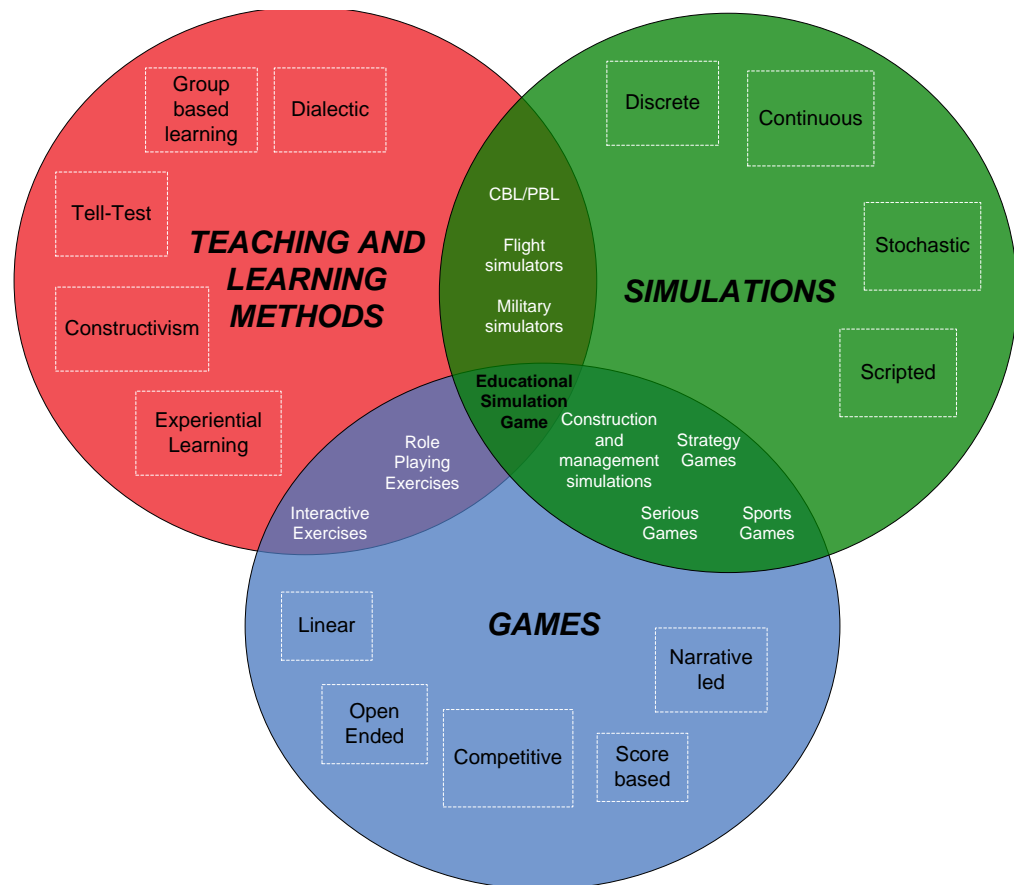 Group
based
learning
Dialectic
Discrete
Continuous
Tell-Test
CBL/PBL
TEACHING AND
LEARNING
METHODS
Flight
simulators
Stochastic
SIMULATIONS
Constructivism
Military
simulators
Scripted
Educational
Simulation
Game
Experiential
Learning
Role
Playing
Exercises
Construction
and
management
simulations
Strategy
Games
Interactive
Exercises
Serious
Games
Sports
Games
GAMES
Linear
Narrative
led
Open
Ended
Competitive
Score
based